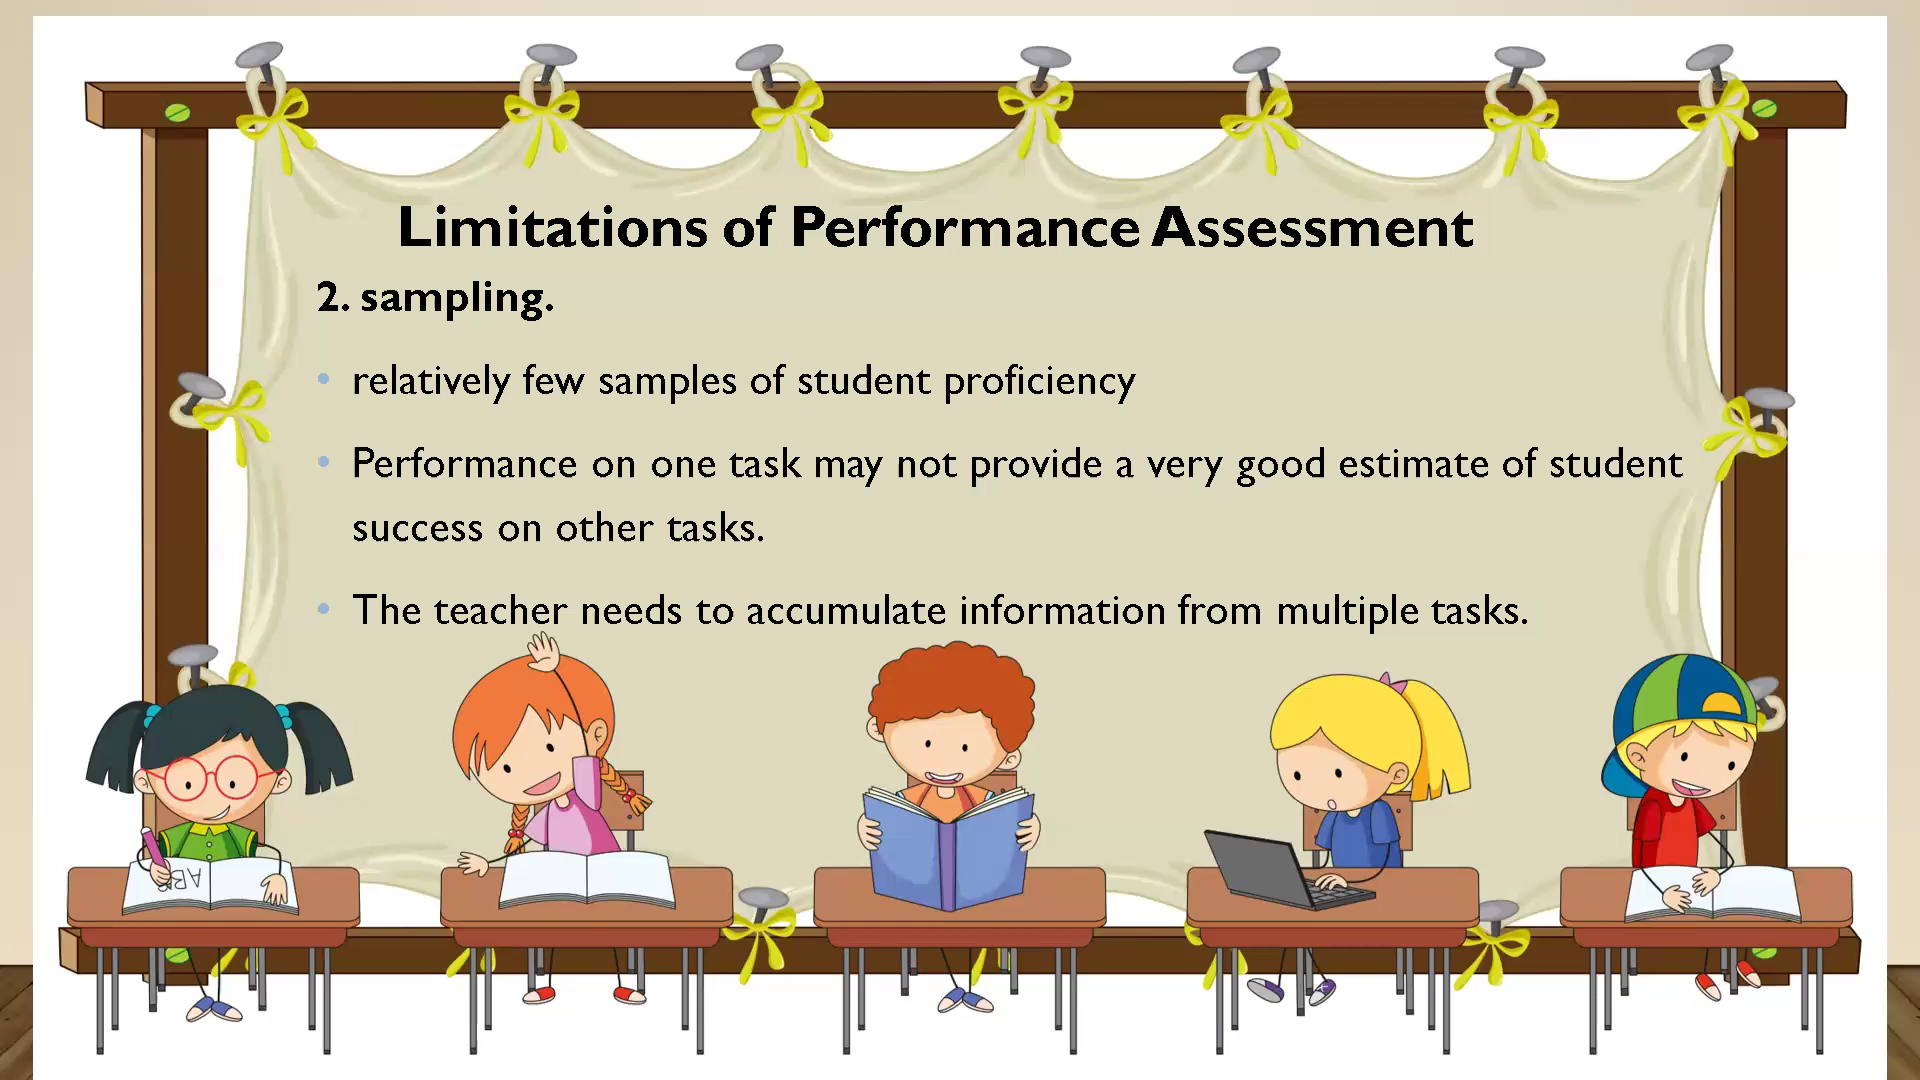 Limitations of Performance Assessment
2. sampling.
• relatively few samples of student proficiency
• Performance on one task may not provide a very good estimate of student
success on other tasks.
• The teacher needs to accumulate information from multiple tasks.
ABC